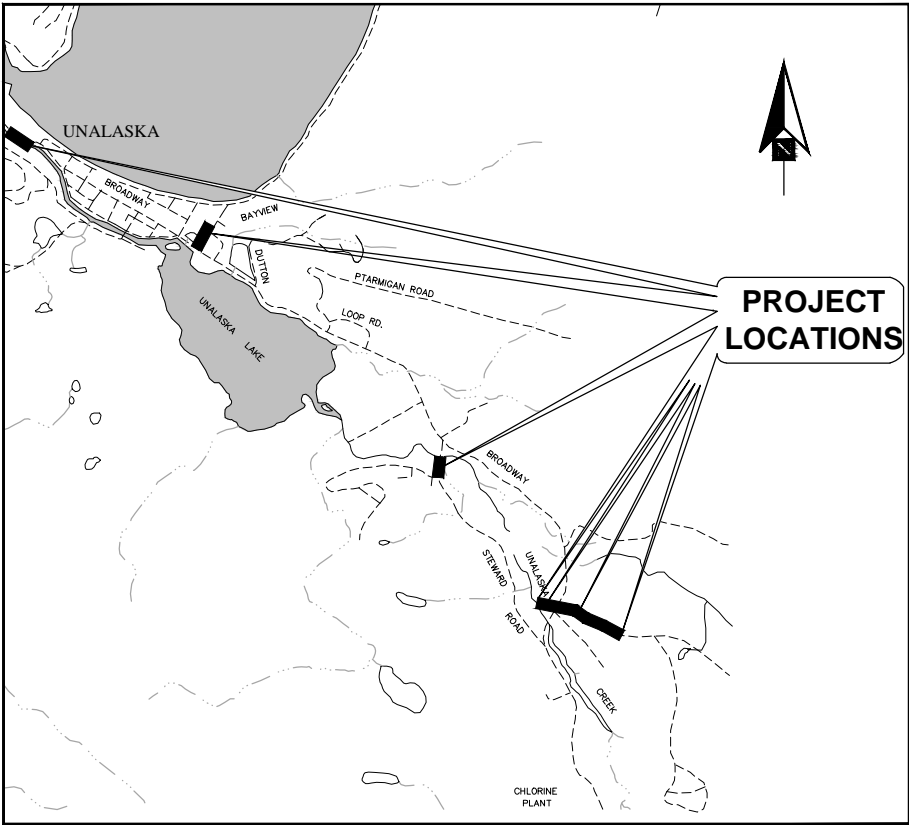 UNALASKA
BROADWAY
BAYVIEW
DUTTON
PTARMIGAN ROAD
LOOP RD.
UNALASKA LAKE
PROJECT
LOCATIONS
BROADWAY
STEWARD ROAD
UNALASKA CREEK
CHLORINE
PLANT